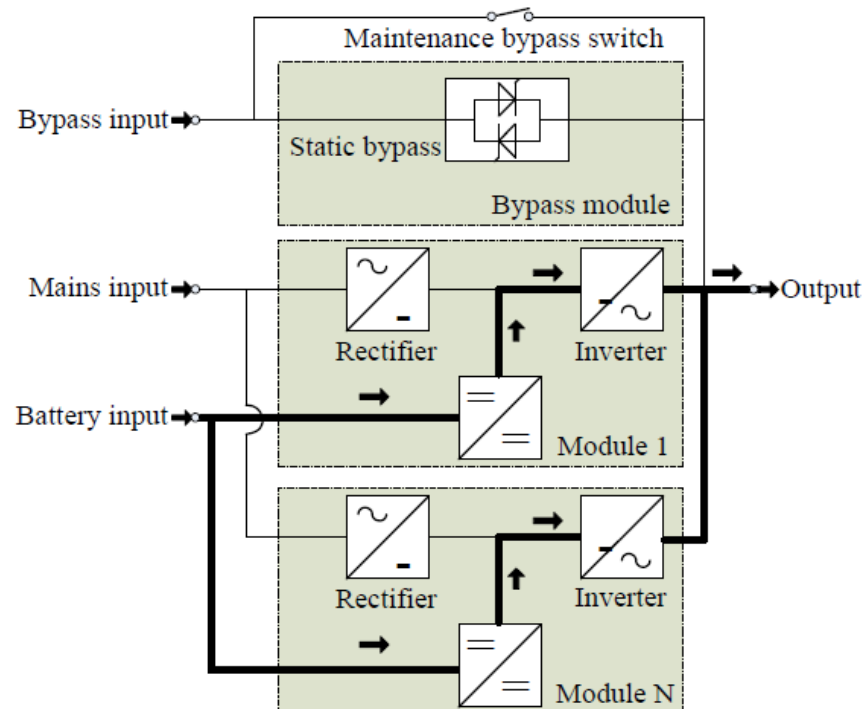 Maintenance bypass switch
Bypass input
Static bypass
Bypass module
Mains input
Output
Rectifier
Inverter
Battery input
Module 1
Rectifier
Inverter
Module N